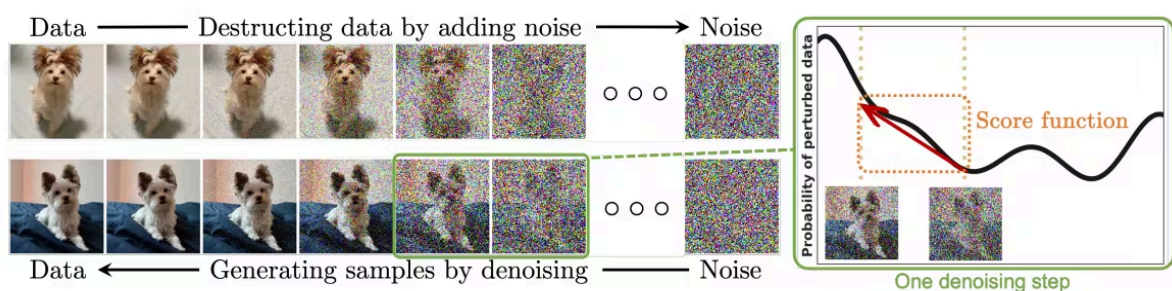 Data Destructing data by adding noise Noise
Probability of perturbed data
Score function
Data Generating samples by denoising Noise
One denoising step